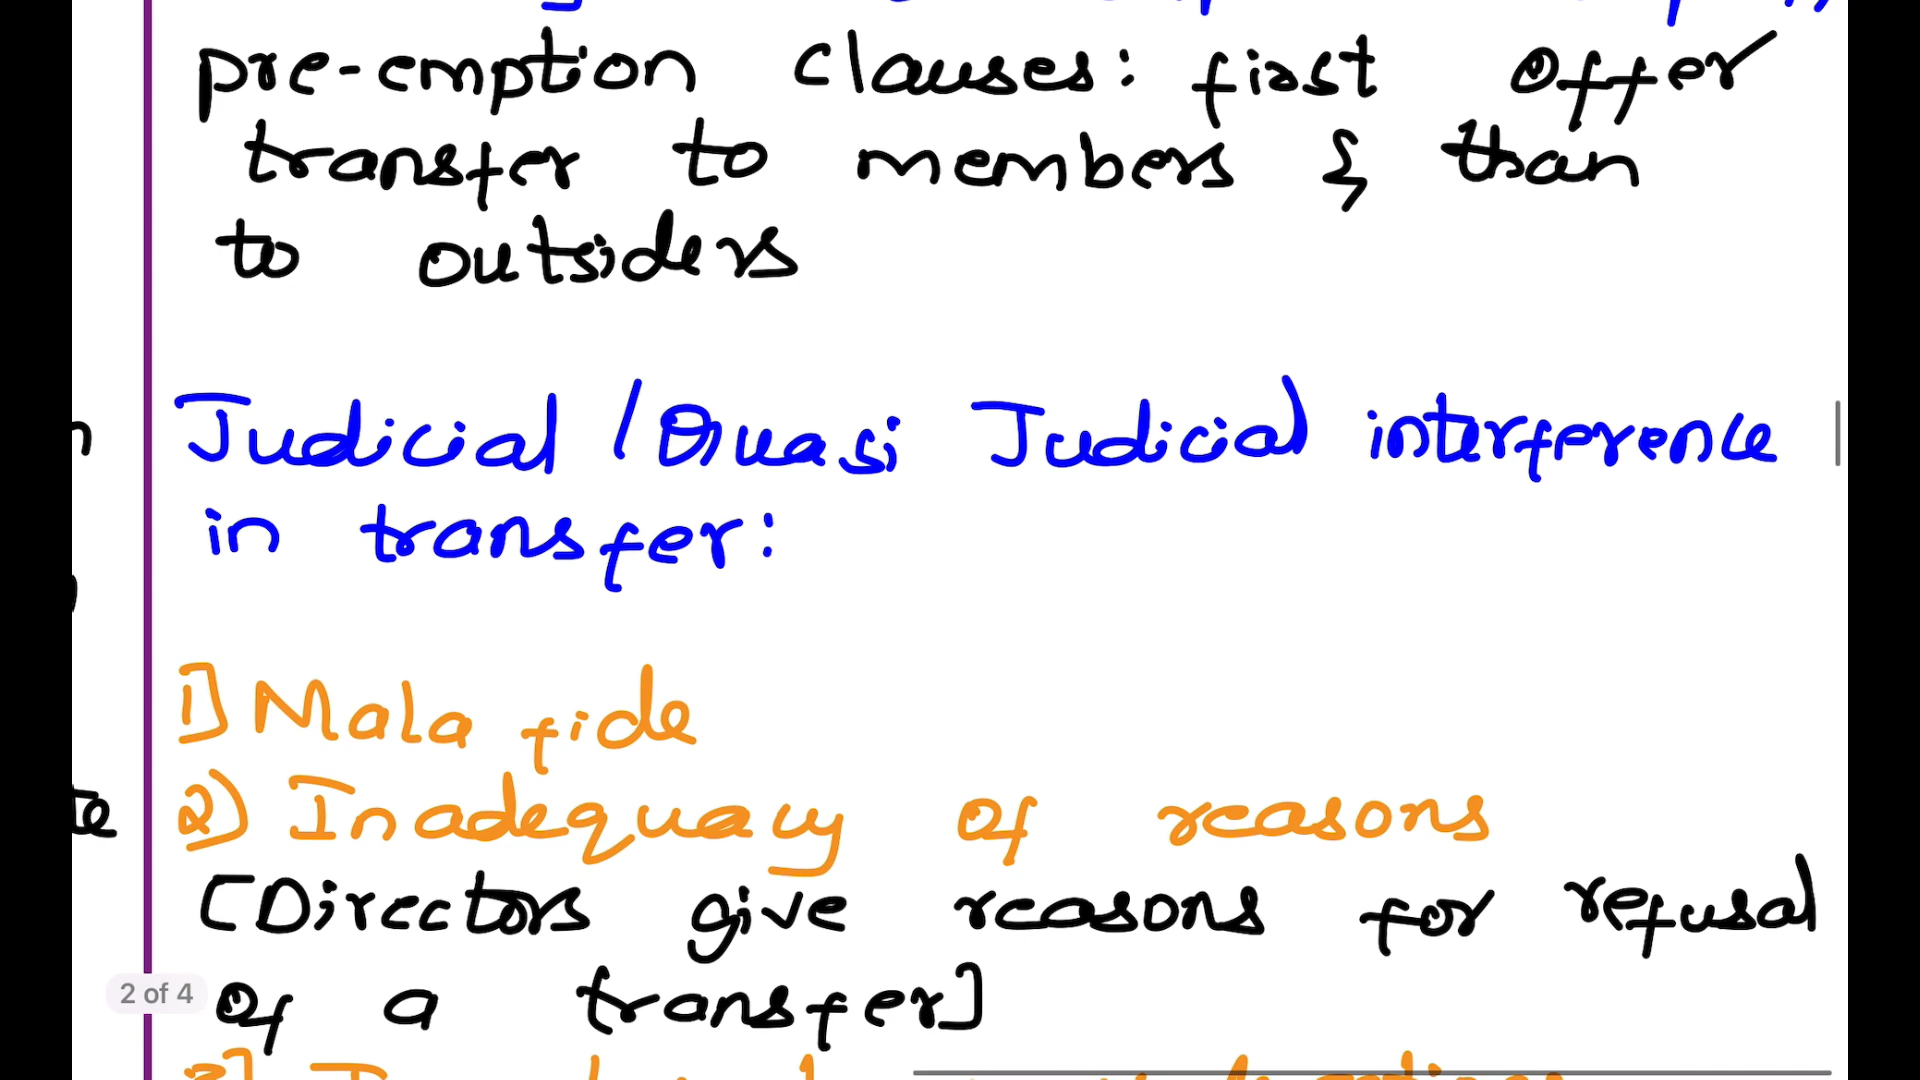 pre-emption clauses: first offer
transfer to members & than
to outsiders
Judicial / Quasi Judicial interference
in transfer:
1] Mala fide
2) Inadequacy of reasons
[Directors give reasons for refusal
of a transfer]
2 of 4